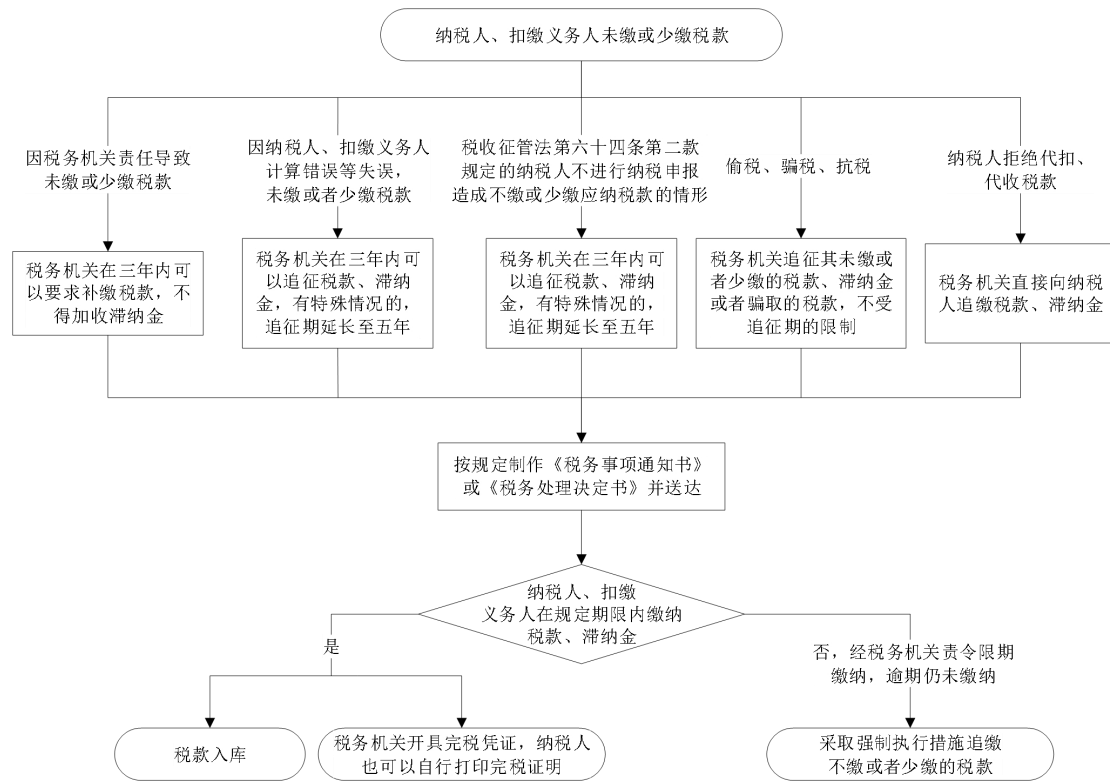 纳税人、扣缴义务人未缴或少缴税款
因税务机关责任导致
未缴或少缴税款
因纳税人、扣缴义务人
计算错误等失误，
未缴或者少缴税款
税收征管法第六十四条第二款
规定的纳税人不进行纳税申报
造成不缴或少缴应纳税款的情形
偷税、骗税、抗税
纳税人拒绝代扣、
代收税款
税务机关在三年内可
以要求补缴税款，不
得加收滞纳金
税务机关在三年内可
以追征税款、滞纳
金，有特殊情况的，
追征期延长至五年
税务机关在三年内可
以追征税款、滞纳
金，有特殊情况的，
追征期延长至五年
税务机关追征其未缴或
者少缴的税款、滞纳金
或者骗取的税款，不受
追征期的限制
税务机关直接向纳税
人追缴税款、滞纳金
按规定制作《税务事项通知书》
或《税务处理决定书》并送达
纳税人、扣缴
义务人在规定期限内缴纳
税款、滞纳金
是
否，经税务机关责令限期
缴纳，逾期仍未缴纳
税款入库
税务机关开具完税凭证，纳税人
也可以自行打印完税证明
采取强制执行措施追缴
不缴或者少缴的税款